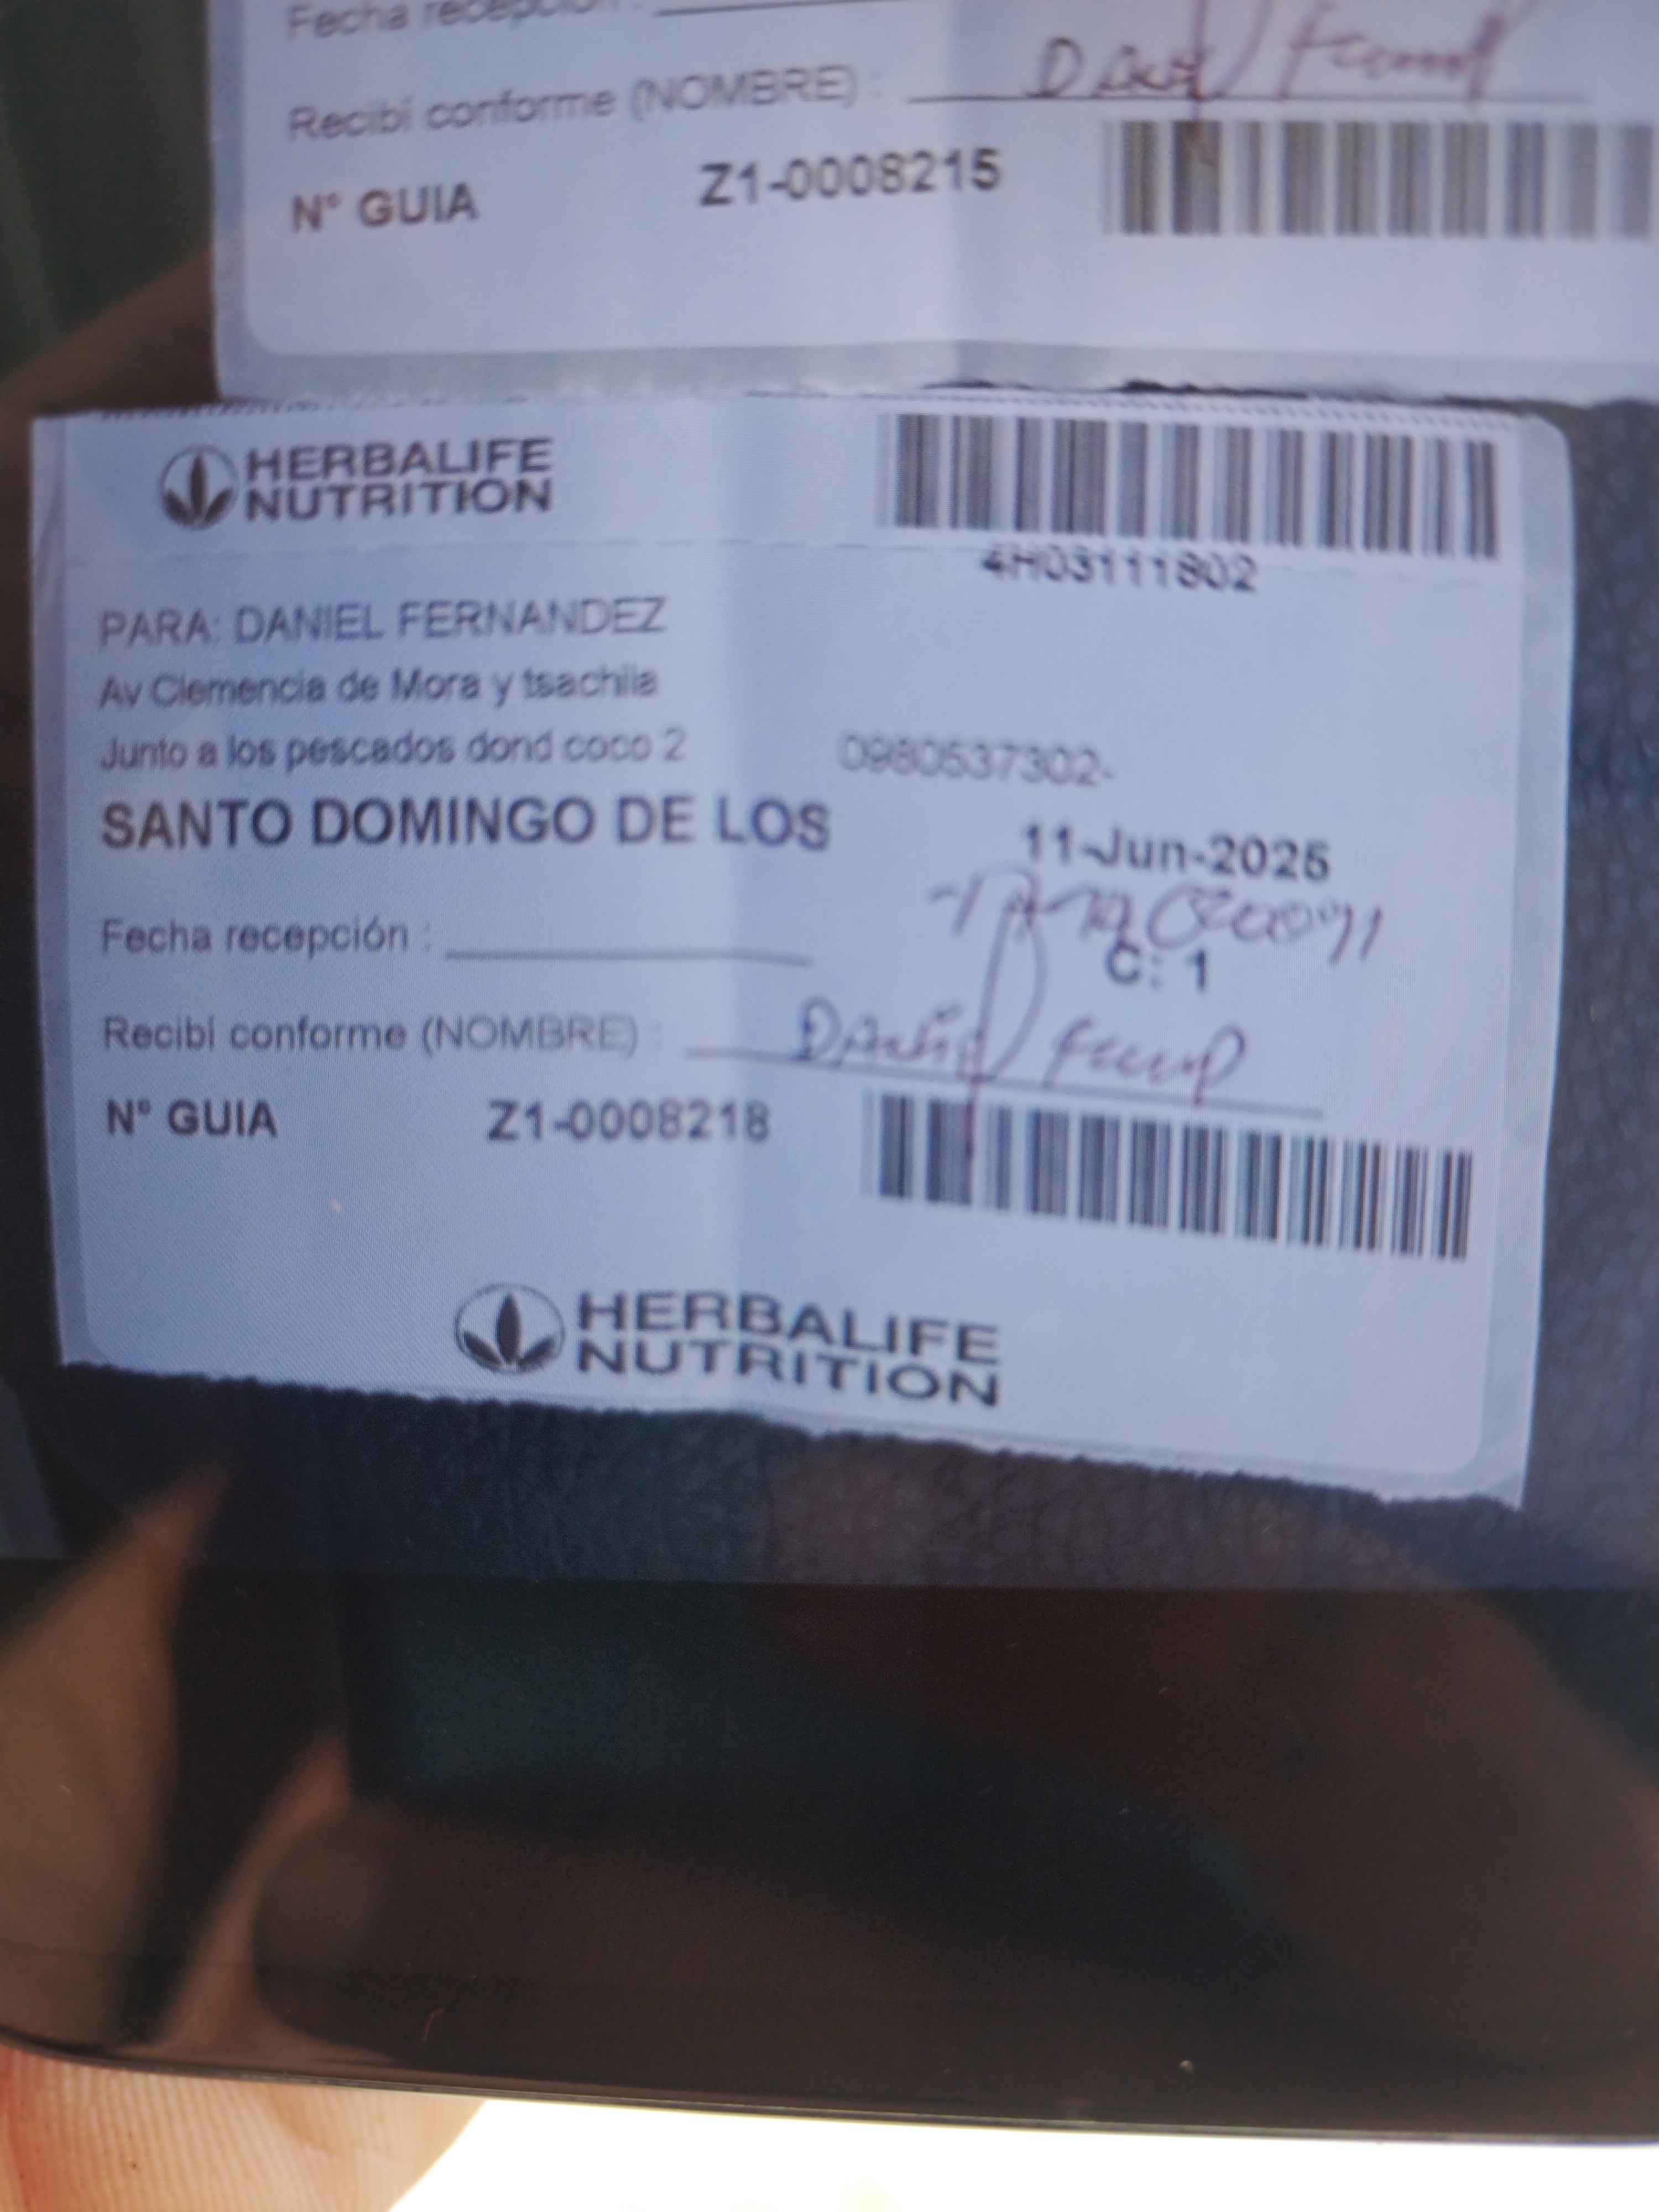 Fecha recepción :
Recibí conforme (NOMBRE) :
N° GUIA Z1-0008215
HERBALIFE
NUTRITION
4H03111802
PARA: DANIEL FERNANDEZ
Av Clemencia de Mora y tsachila
Junto a los pescados dond coco 2 0980537302-
SANTO DOMINGO DE LOS 11-Jun-2025
Fecha recepción :
C: 1
Recibí conforme (NOMBRE) :
N° GUIA Z1-0008218
HERBALIFE
NUTRITION